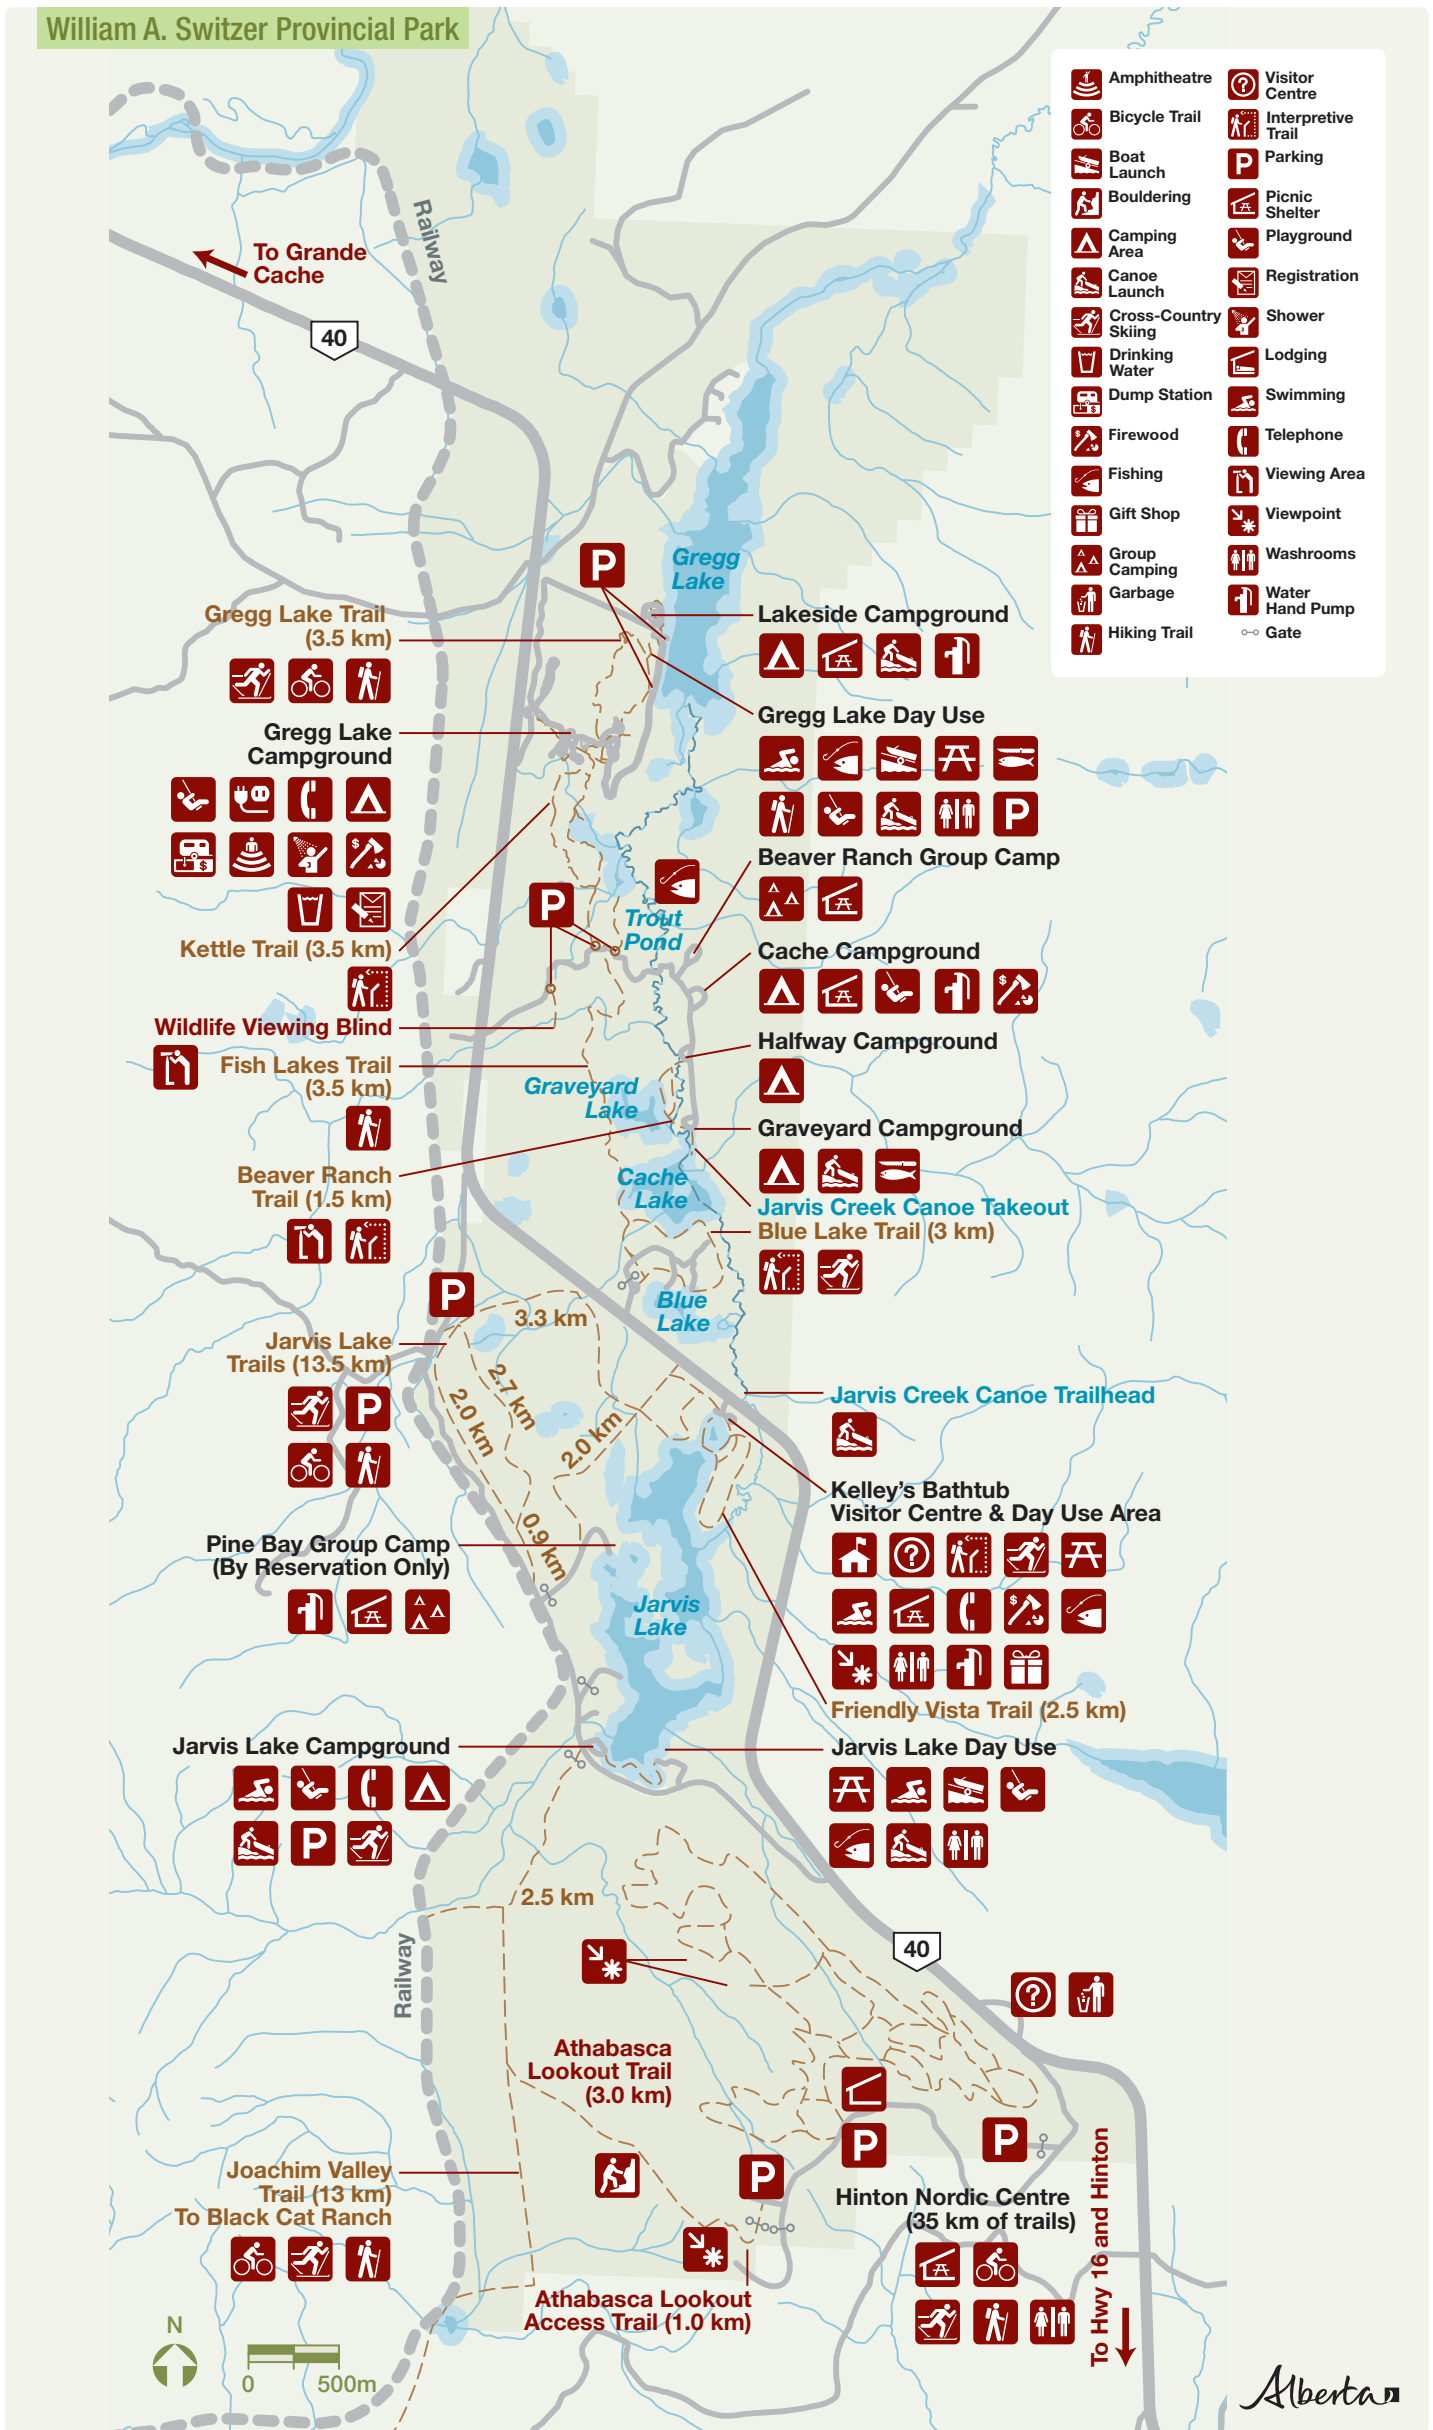 William A. Switzer Provincial Park
Amphitheatre
Bicycle Trail
Boat
Launch
Bouldering
Camping
Area
Canoe
Launch
Cross-Country
Skiing
Drinking
Water
Dump Station
Firewood
Fishing
Gift Shop
Group
Camping
Garbage
Hiking Trail
Visitor
Centre
Interpretive
Trail
Parking
Picnic
Shelter
Playground
Registration
Shower
Lodging
Swimming
Telephone
Viewing Area
Viewpoint
Washrooms
Water
Hand Pump
Gate
Railway
To Grande
Cache
40
P
Gregg
Lake
Gregg Lake Trail
(3.5 km)
Lakeside Campground
Gregg Lake
Campground
Gregg Lake Day Use
P
Beaver Ranch Group Camp
P
Trout
Pond
Kettle Trail (3.5 km)
Cache Campground
Wildlife Viewing Blind
Fish Lakes Trail
(3.5 km)
Halfway Campground
Graveyard
Lake
Graveyard Campground
Beaver Ranch
Trail (1.5 km)
Cache
Lake
Jarvis Creek Canoe Takeout
Blue Lake Trail (3 km)
P
Blue
Lake
3.3 km
Jarvis Lake
Trails (13.5 km)
P
2.7 km
2.0 km
2.0 km
Jarvis Creek Canoe Trailhead
Kelley's Bathtub
Visitor Centre & Day Use Area
0.9 km
Pine Bay Group Camp
(By Reservation Only)
Jarvis
Lake
Friendly Vista Trail (2.5 km)
Jarvis Lake Campground
P
Jarvis Lake Day Use
2.5 km
Railway
40
Athabasca
Lookout Trail
(3.0 km)
P
P
P
Joachim Valley
Trail (13 km)
To Black Cat Ranch
Hinton Nordic Centre
(35 km of trails)
To Hwy 16 and Hinton
Athabasca Lookout
Access Trail (1.0 km)
N
0 500m
Alberta